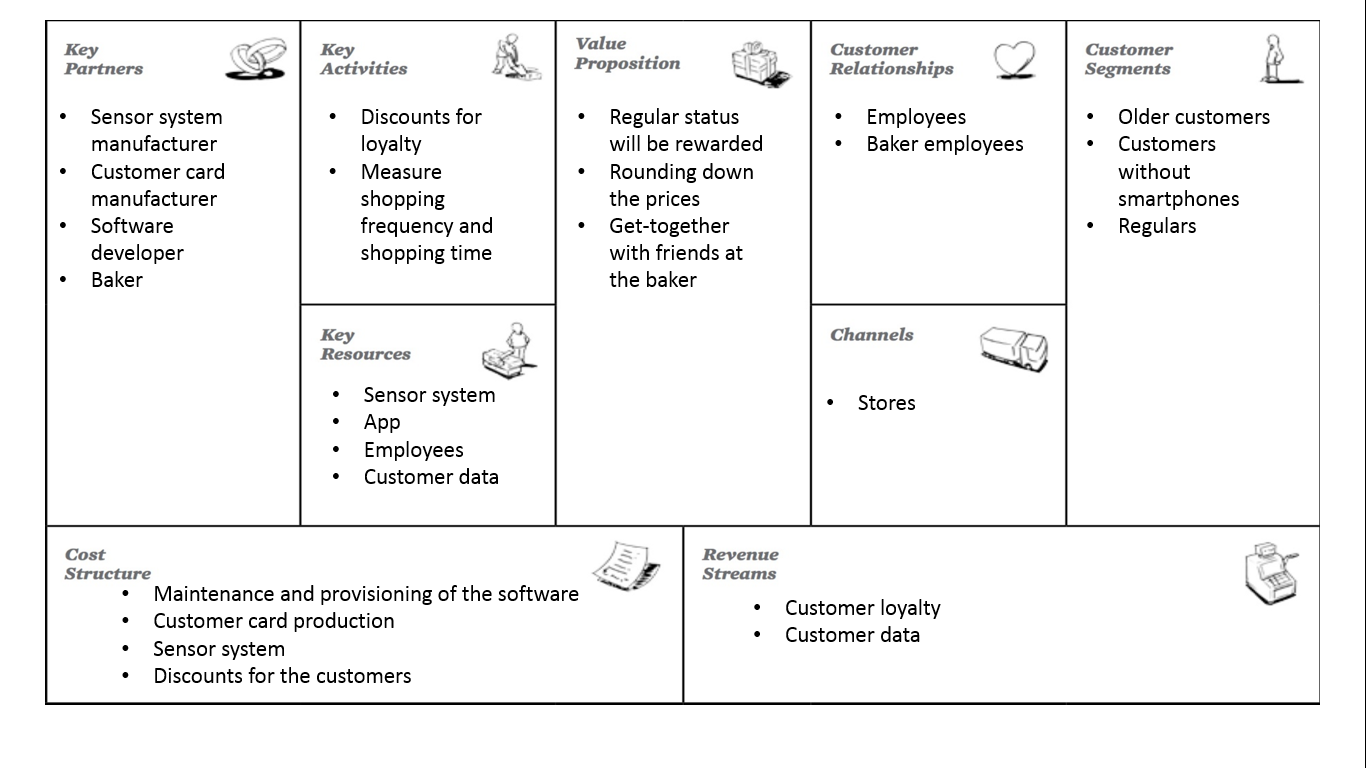 Key
Partners
• Sensor system
manufacturer
• Customer card
manufacturer
• Software
developer
• Baker
Key
Activities
• Discounts for
loyalty
• Measure
shopping
frequency and
shopping time
Key
Resources
• Sensor system
• App
• Employees
• Customer data
Value
Proposition
• Regular status
will be rewarded
• Rounding down
the prices
• Get-together
with friends at
the baker
Customer
Relationships
• Employees
• Baker employees
Channels
• Stores
Customer
Segments
• Older customers
• Customers
without
smartphones
• Regulars
Cost
Structure
• Maintenance and provisioning of the software
• Customer card production
• Sensor system
• Discounts for the customers
Revenue
Streams
• Customer loyalty
• Customer data